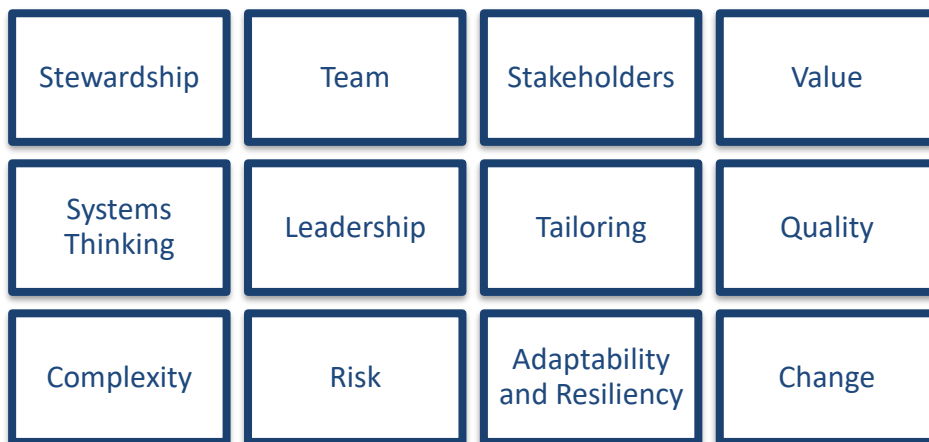 Stewardship
Team
Stakeholders
Value
Systems
Thinking
Leadership
Tailoring
Quality
Complexity
Risk
Adaptability
and Resiliency
Change